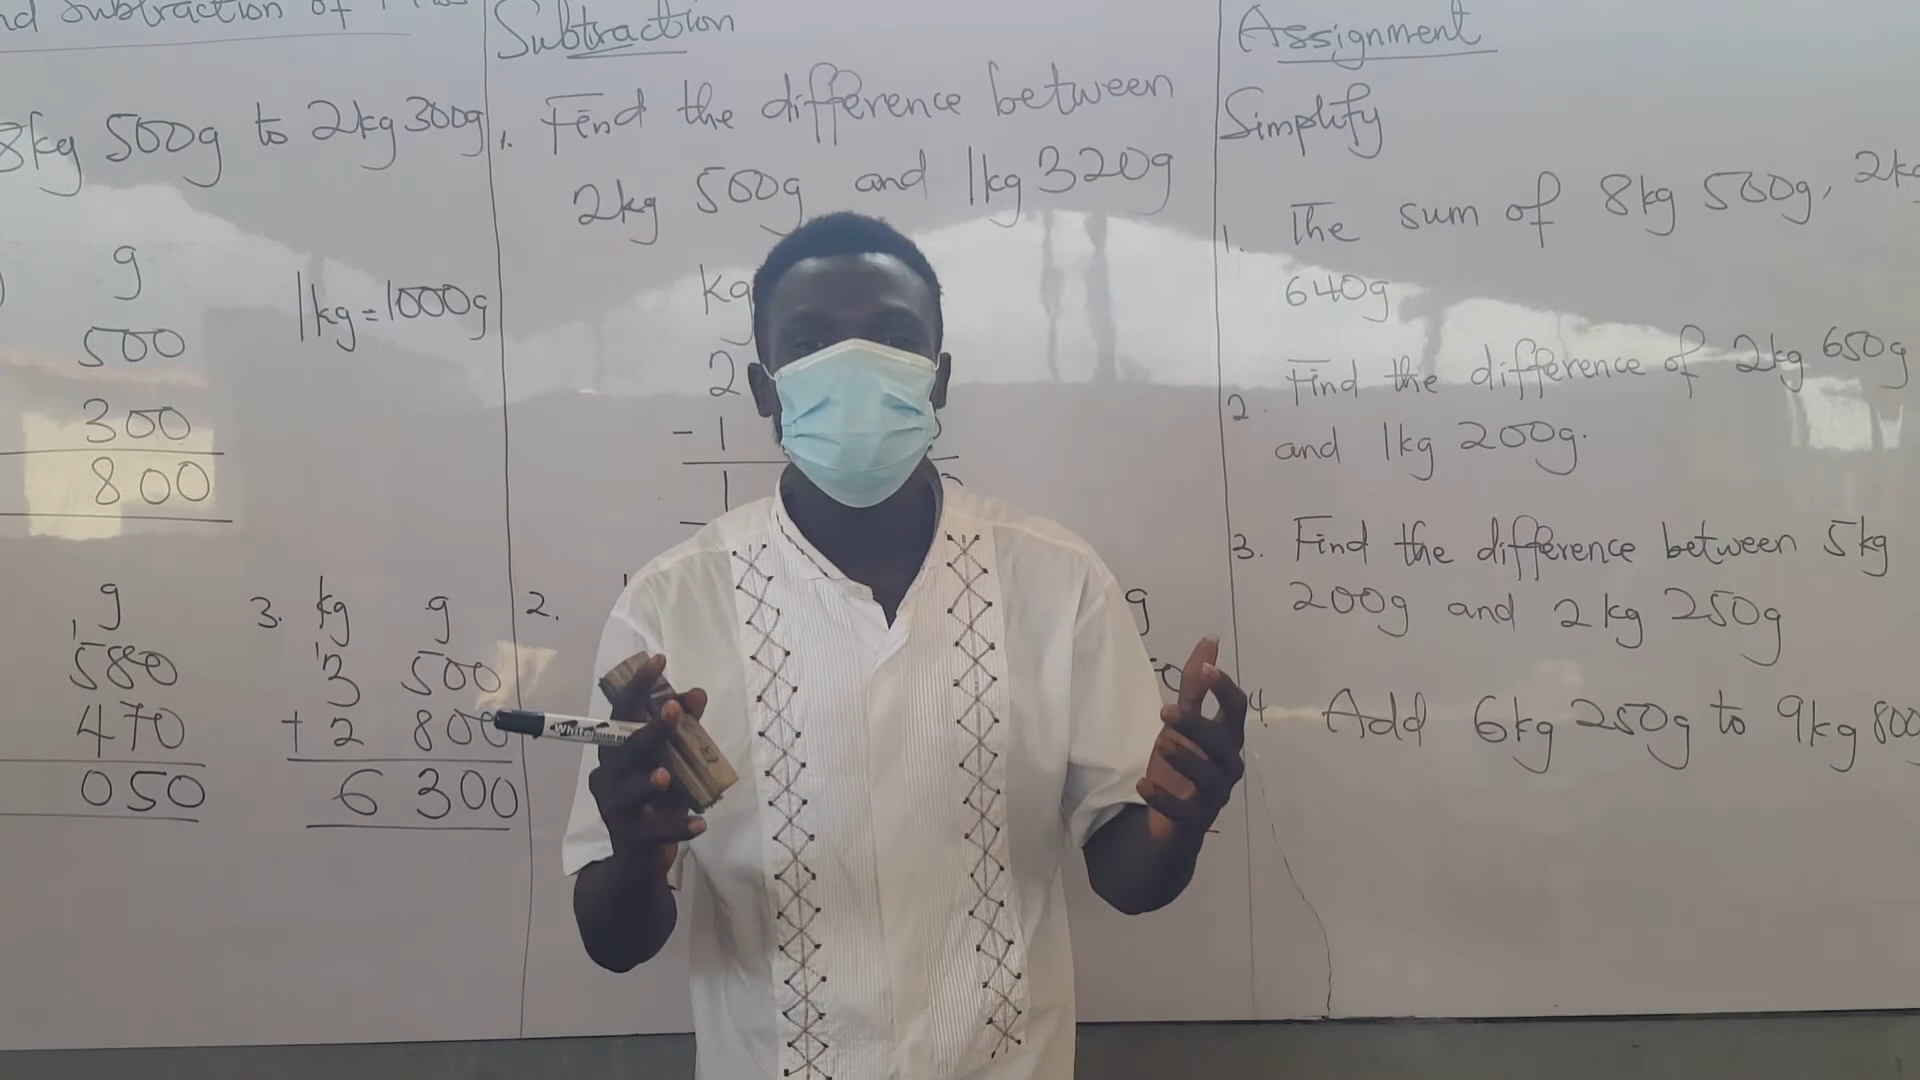 nd subtraction of
8kg 500g to 2kg 300g
g
500
1kg = 1000g
300
800
g
1
580
470
050
3. kg g
1
3 500
+ 2 800
6 300
Subtraction
1. Find the difference between
2kg 500g and 1kg 320g
kg
2
- 1
1
2.
g
WHITEBOARD
Assignment
Simplify
1. The sum of 8kg 500g, 2kg
640g
2. Find the difference of 2kg 650g
and 1kg 200g.
3. Find the difference between 5kg
200g and 2kg 250g
4. Add 6kg 250g to 9kg 800